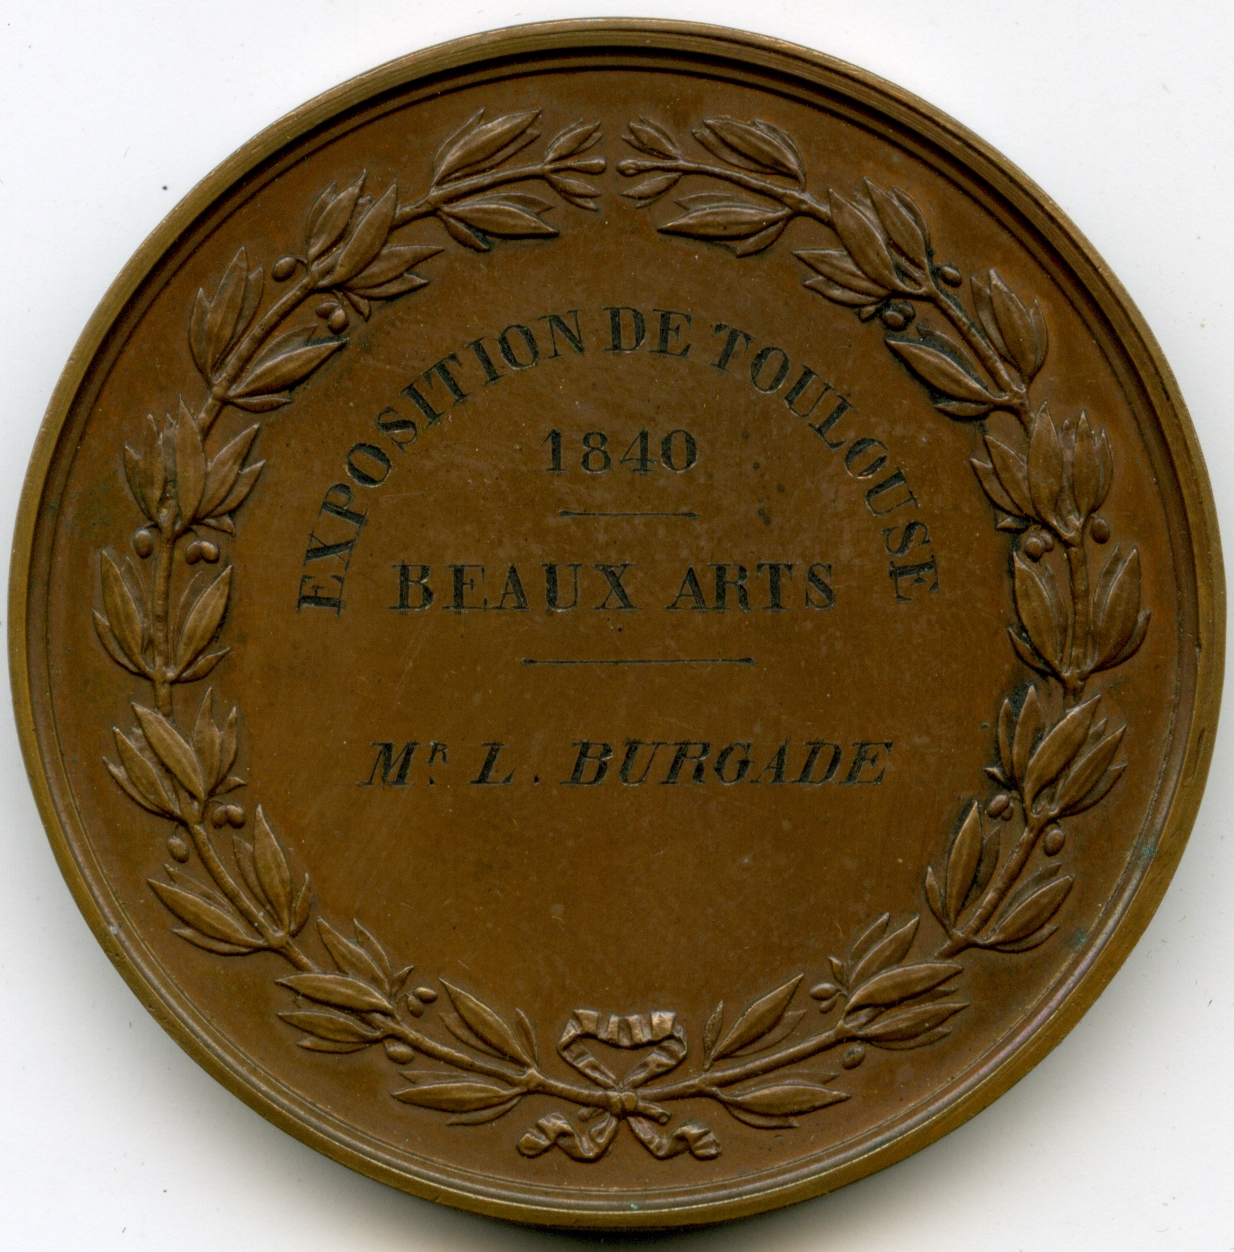 EXPOSITION DE TOULOUSE
1840
BEAUX ARTS
MR. L. BURGADE